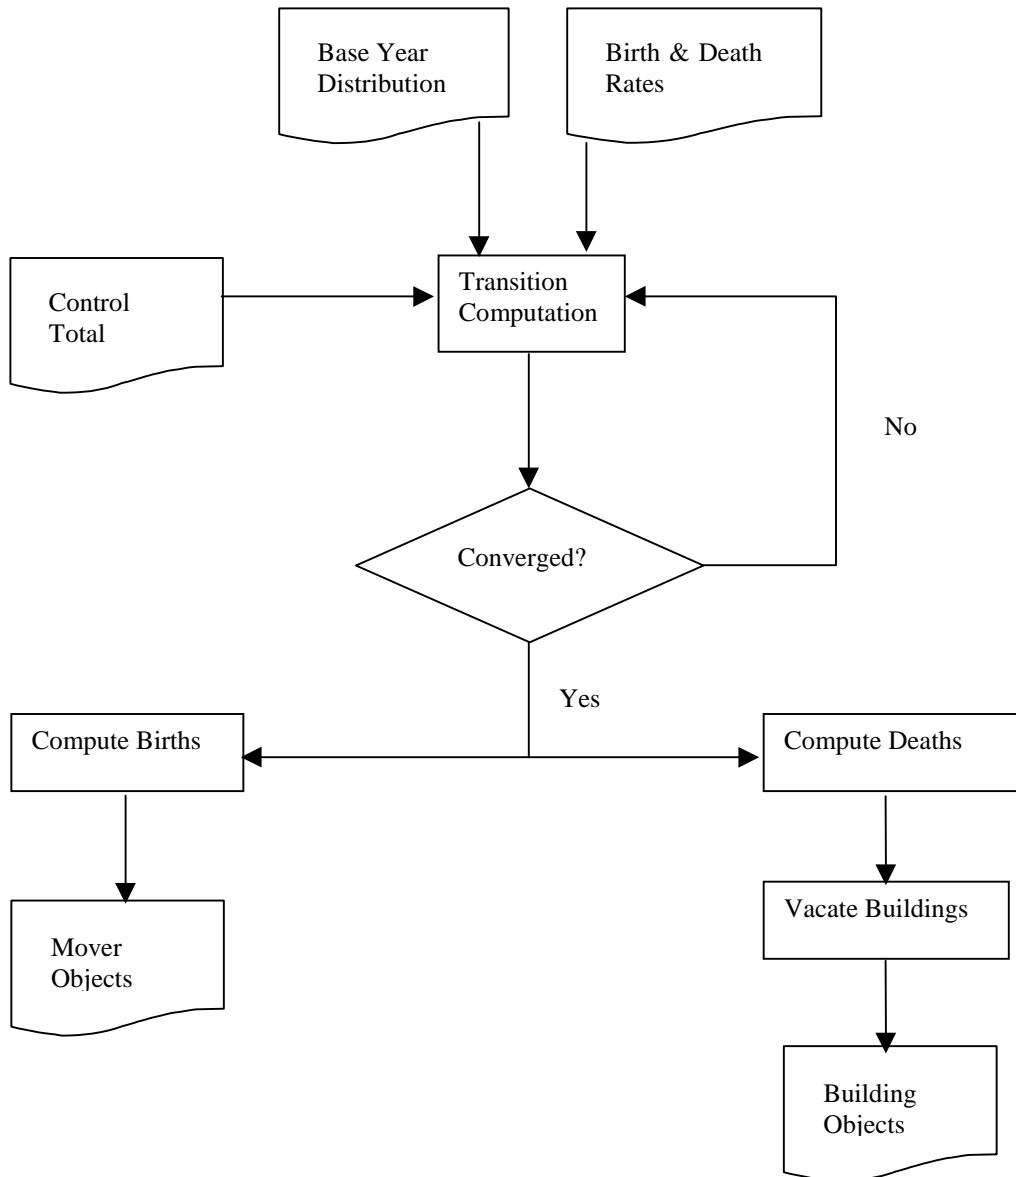 Base Year
Distribution
Birth & Death
Rates
Control
Total
Transition
Computation
No
Converged?
Yes
Compute Births
Compute Deaths
Vacate Buildings
Mover
Objects
Building
Objects